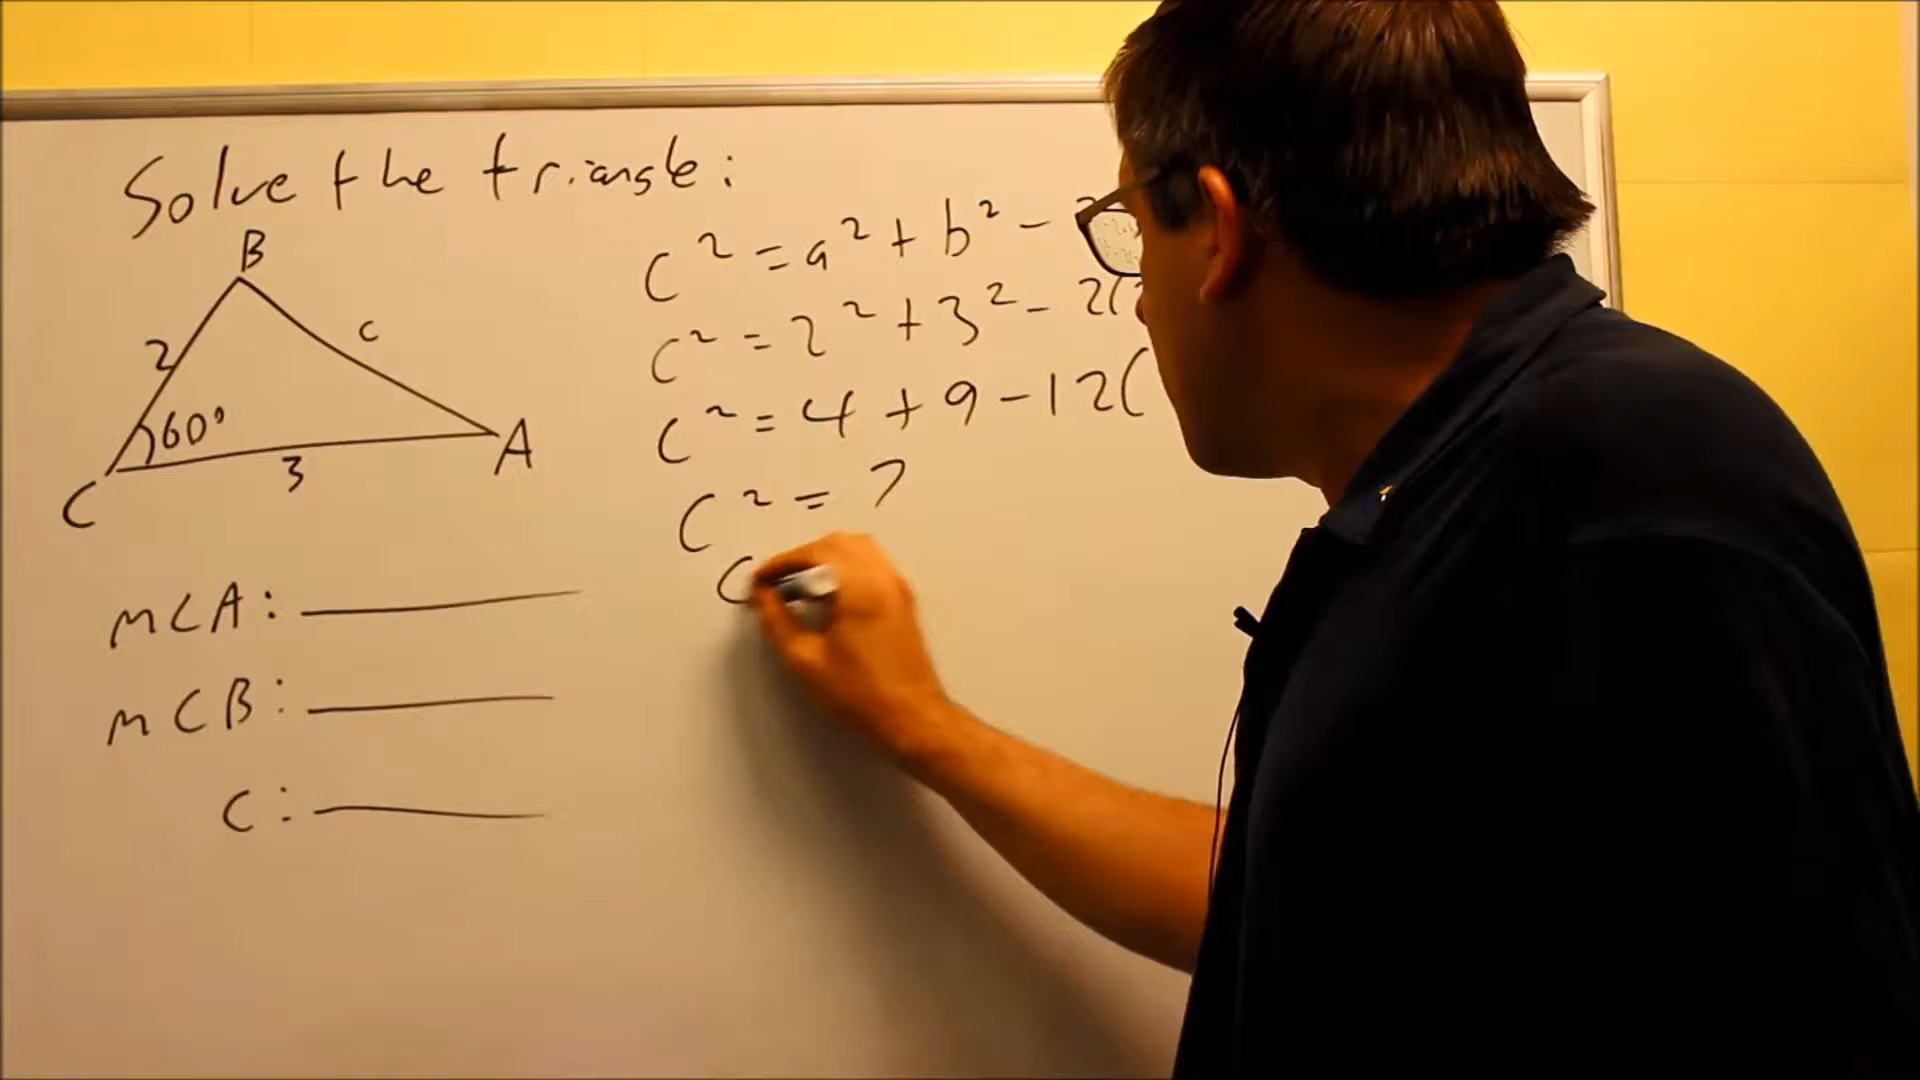 Solve the triangle:
B
2
c
60°
3
A
C
m<A:
m<B:
c:
c² = a² + b² -
c² = 2² + 3² - 2(
c² = 4 + 9 - 12(
c² = 7
c